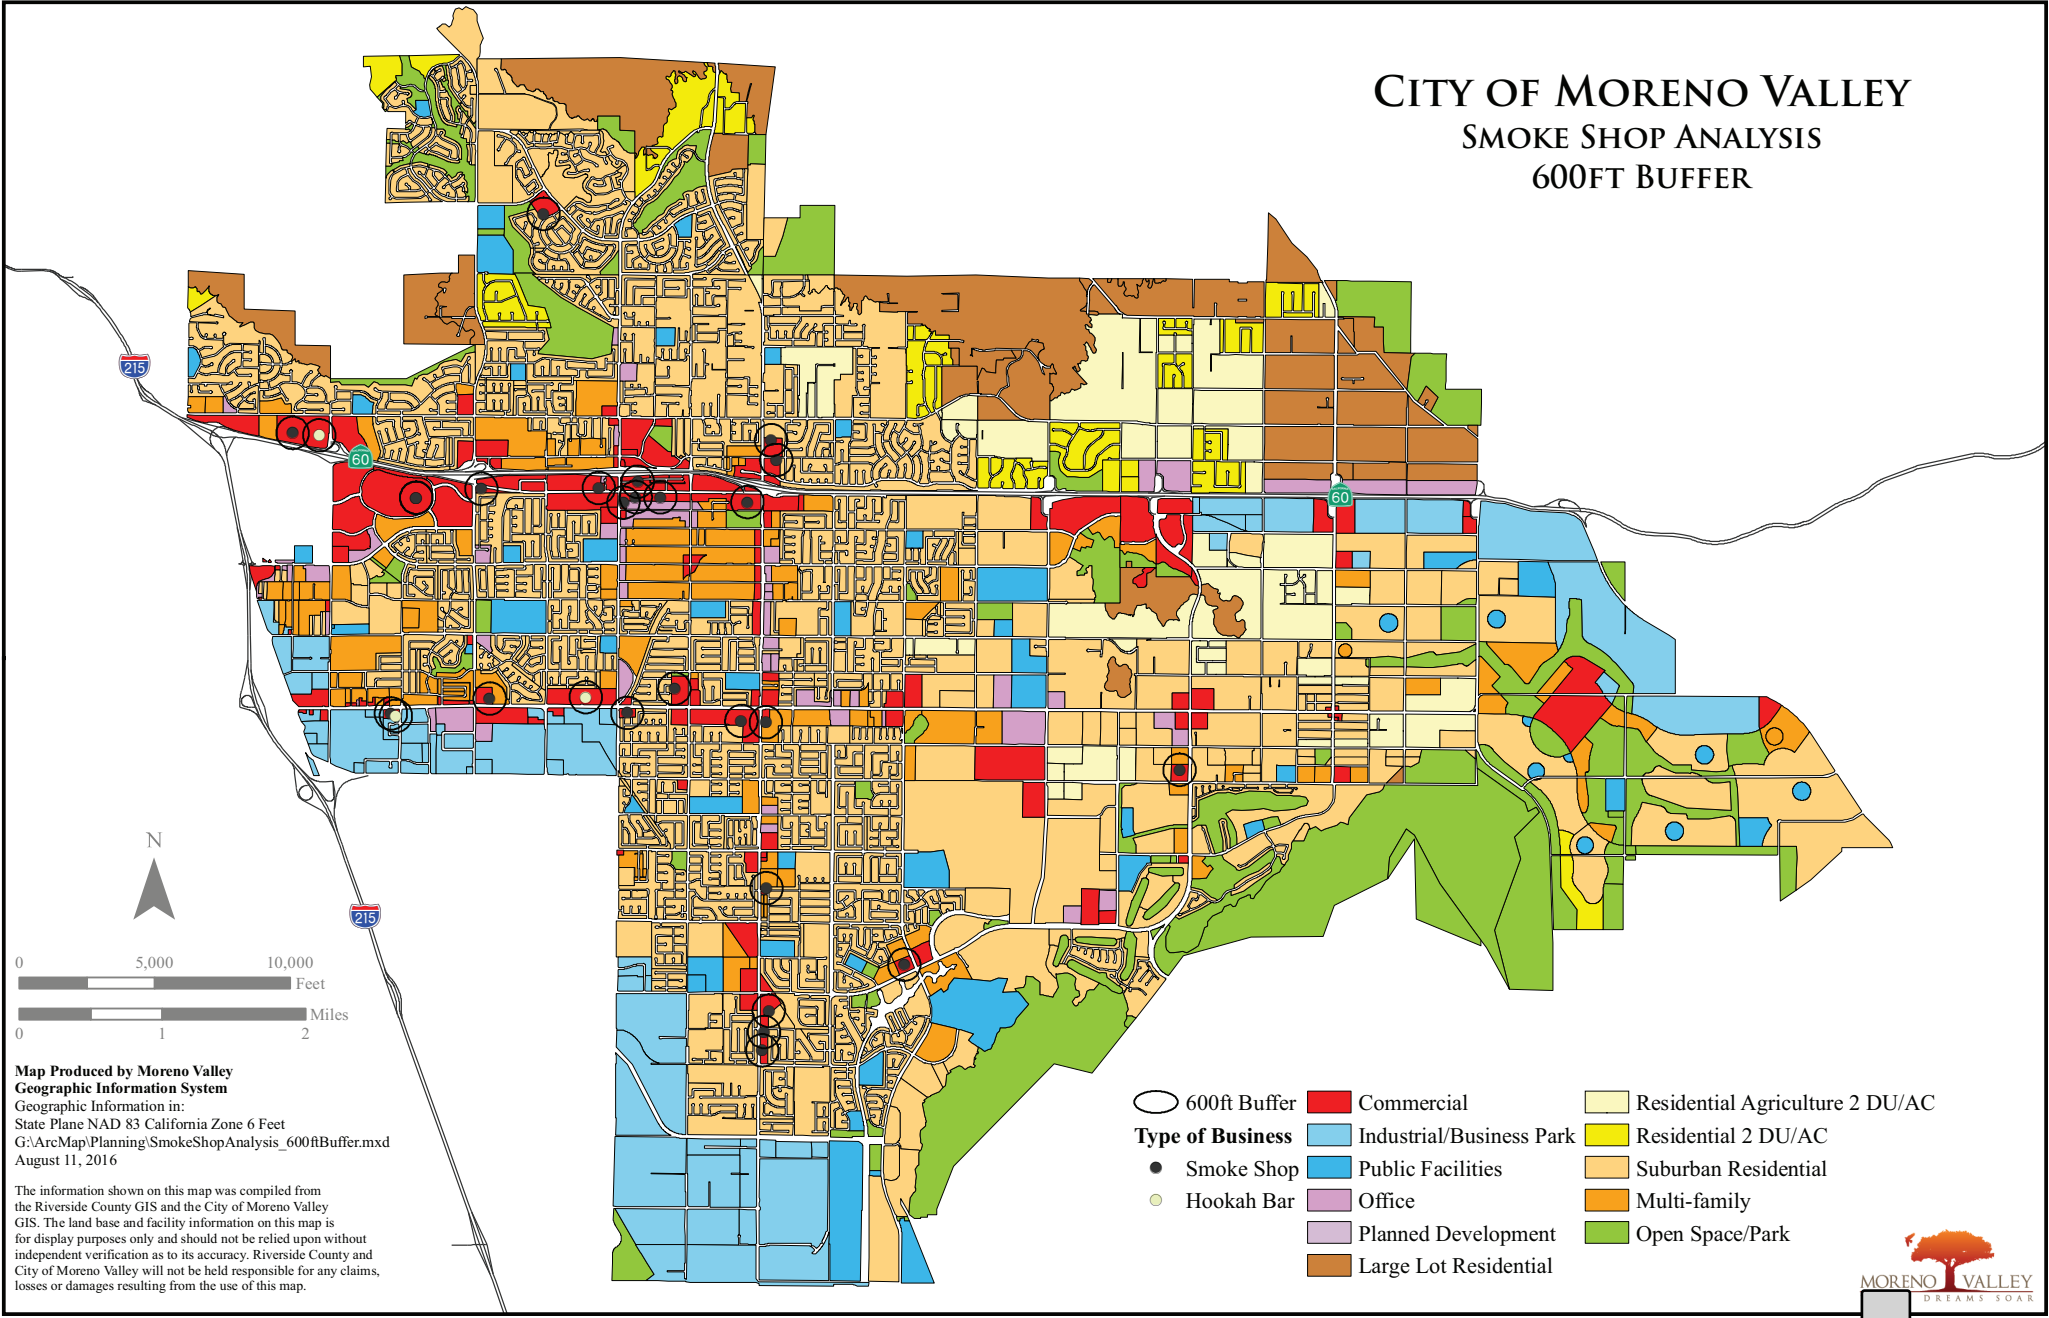 CITY OF MORENO VALLEY
SMOKE SHOP ANALYSIS
600FT BUFFER
215
60
60
215
N
0 5,000 10,000
Feet
Miles
0 1 2
Map Produced by Moreno Valley
Geographic Information System
Geographic Information in:
State Plane NAD 83 California Zone 6 Feet
G:\ArcMap\Planning\SmokeShopAnalysis_600ftBuffer.mxd
August 11, 2016
The information shown on this map was compiled from
the Riverside County GIS and the City of Moreno Valley
GIS. The land base and facility information on this map is
for display purposes only and should not be relied upon without
independent verification as to its accuracy. Riverside County and
City of Moreno Valley will not be held responsible for any claims,
losses or damages resulting from the use of this map.
600ft Buffer
Type of Business
Smoke Shop
Hookah Bar
Commercial
Industrial/Business Park
Public Facilities
Office
Planned Development
Large Lot Residential
Residential Agriculture 2 DU/AC
Residential 2 DU/AC
Suburban Residential
Multi-family
Open Space/Park
MORENO VALLEY
DREAMS SOAR